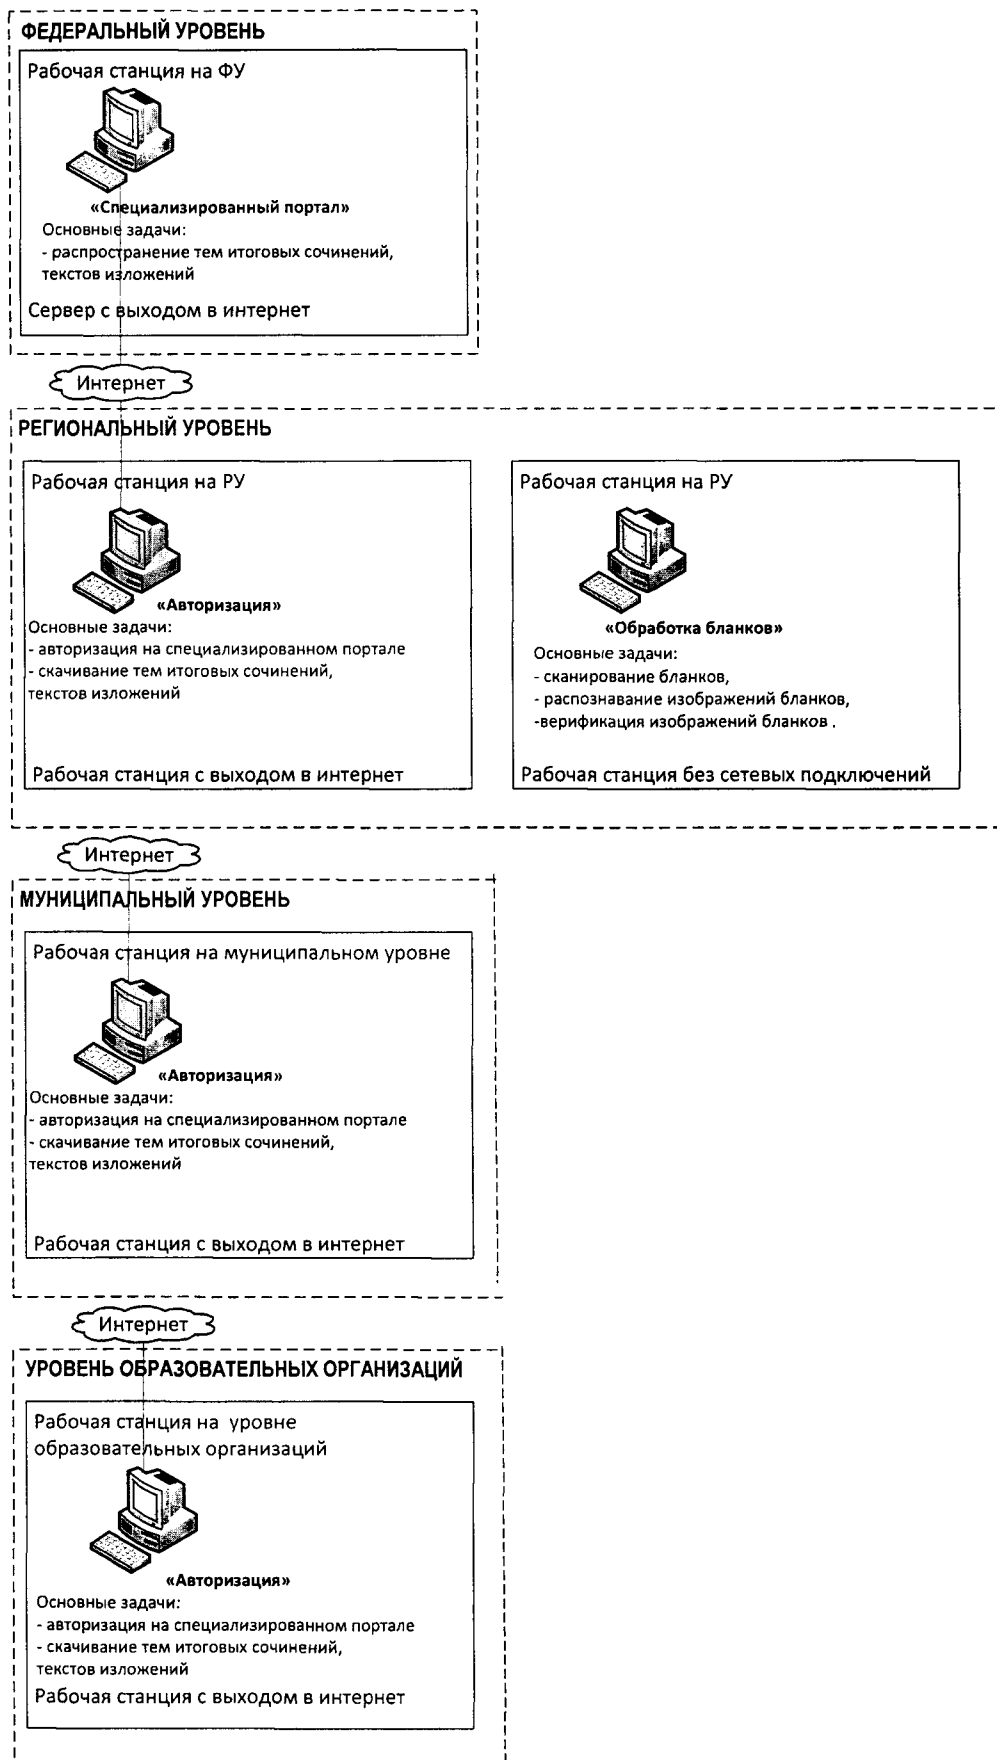 ФЕДЕРАЛЬНЫЙ УРОВЕНЬ
Рабочая станция на ФУ
«Специализированный портал»
Основные задачи:
- распространение тем итоговых сочинений,
текстов изложений
Сервер с выходом в интернет
Интернет
РЕГИОНАЛЬНЫЙ УРОВЕНЬ
Рабочая станция на РУ
«Авторизация»
Основные задачи:
- авторизация на специализированном портале
- скачивание тем итоговых сочинений,
текстов изложений
Рабочая станция с выходом в интернет
Рабочая станция на РУ
«Обработка бланков»
Основные задачи:
- сканирование бланков,
- распознавание изображений бланков,
-верификация изображений бланков .
Рабочая станция без сетевых подключений
Интернет
МУНИЦИПАЛЬНЫЙ УРОВЕНЬ
Рабочая станция на муниципальном уровне
«Авторизация»
Основные задачи:
- авторизация на специализированном портале
- скачивание тем итоговых сочинений,
текстов изложений
Рабочая станция с выходом в интернет
Интернет
УРОВЕНЬ ОБРАЗОВАТЕЛЬНЫХ ОРГАНИЗАЦИЙ
Рабочая станция на уровне
образовательных организаций
«Авторизация»
Основные задачи:
- авторизация на специализированном портале
- скачивание тем итоговых сочинений,
текстов изложений
Рабочая станция с выходом в интернет